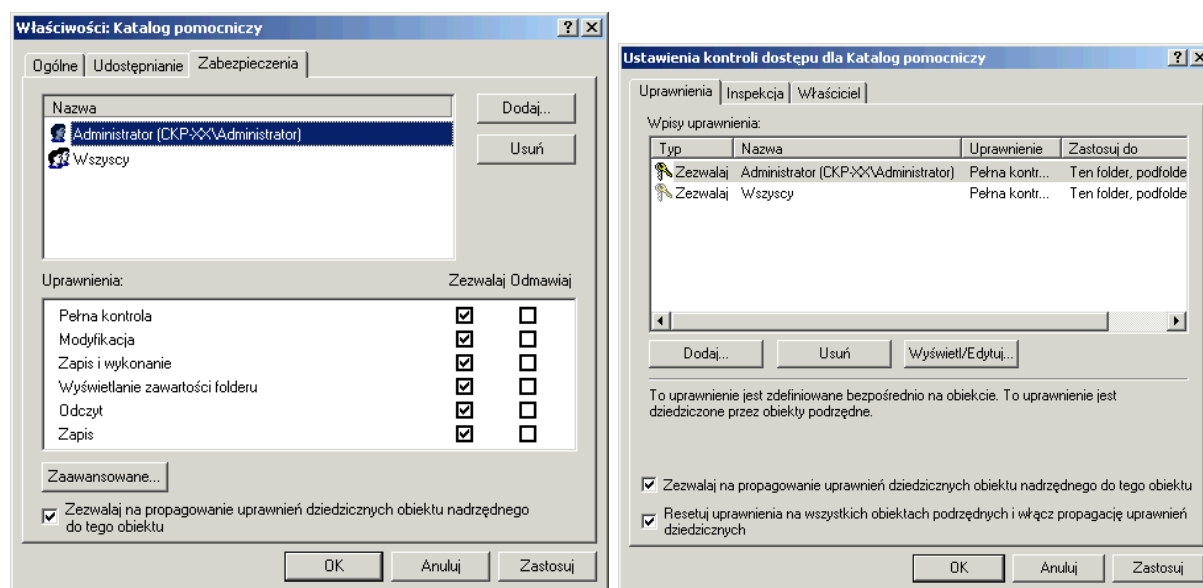 Właściwości: Katalog pomocniczy
Ogólne Udostępnianie Zabezpieczenia
Nazwa
Administrator (CKP-XX\Administrator)
Wszyscy
Dodaj...
Usuń
Uprawnienia: Zezwalaj Odmawiaj
Pełna kontrola
Modyfikacja
Zapis i wykonanie
Wyświetlanie zawartości folderu
Odczyt
Zapis
Zaawansowane...
Zezwalaj na propagowanie uprawnień dziedzicznych obiektu nadrzędnego
do tego obiektu
OK Anuluj Zastosuj
Ustawienia kontroli dostępu dla Katalog pomocniczy
Uprawnienia Inspekcja Właściciel
Wpisy uprawnienia:
Typ Nazwa Uprawnienie Zastosuj do
Zezwalaj Administrator (CKP-XX\Administrator) Pełna kontr... Ten folder, podfolde
Zezwalaj Wszyscy Pełna kontr... Ten folder, podfolde
Dodaj... Usuń Wyświetl/Edytuj...
To uprawnienie jest zdefiniowane bezpośrednio na obiekcie. To uprawnienie jest
dziedziczone przez obiekty podrzędne.
Zezwalaj na propagowanie uprawnień dziedzicznych obiektu nadrzędnego do tego obiektu
Resetuj uprawnienia na wszystkich obiektach podrzędnych i włącz propagację uprawnień
dziedzicznych
OK Anuluj Zastosuj